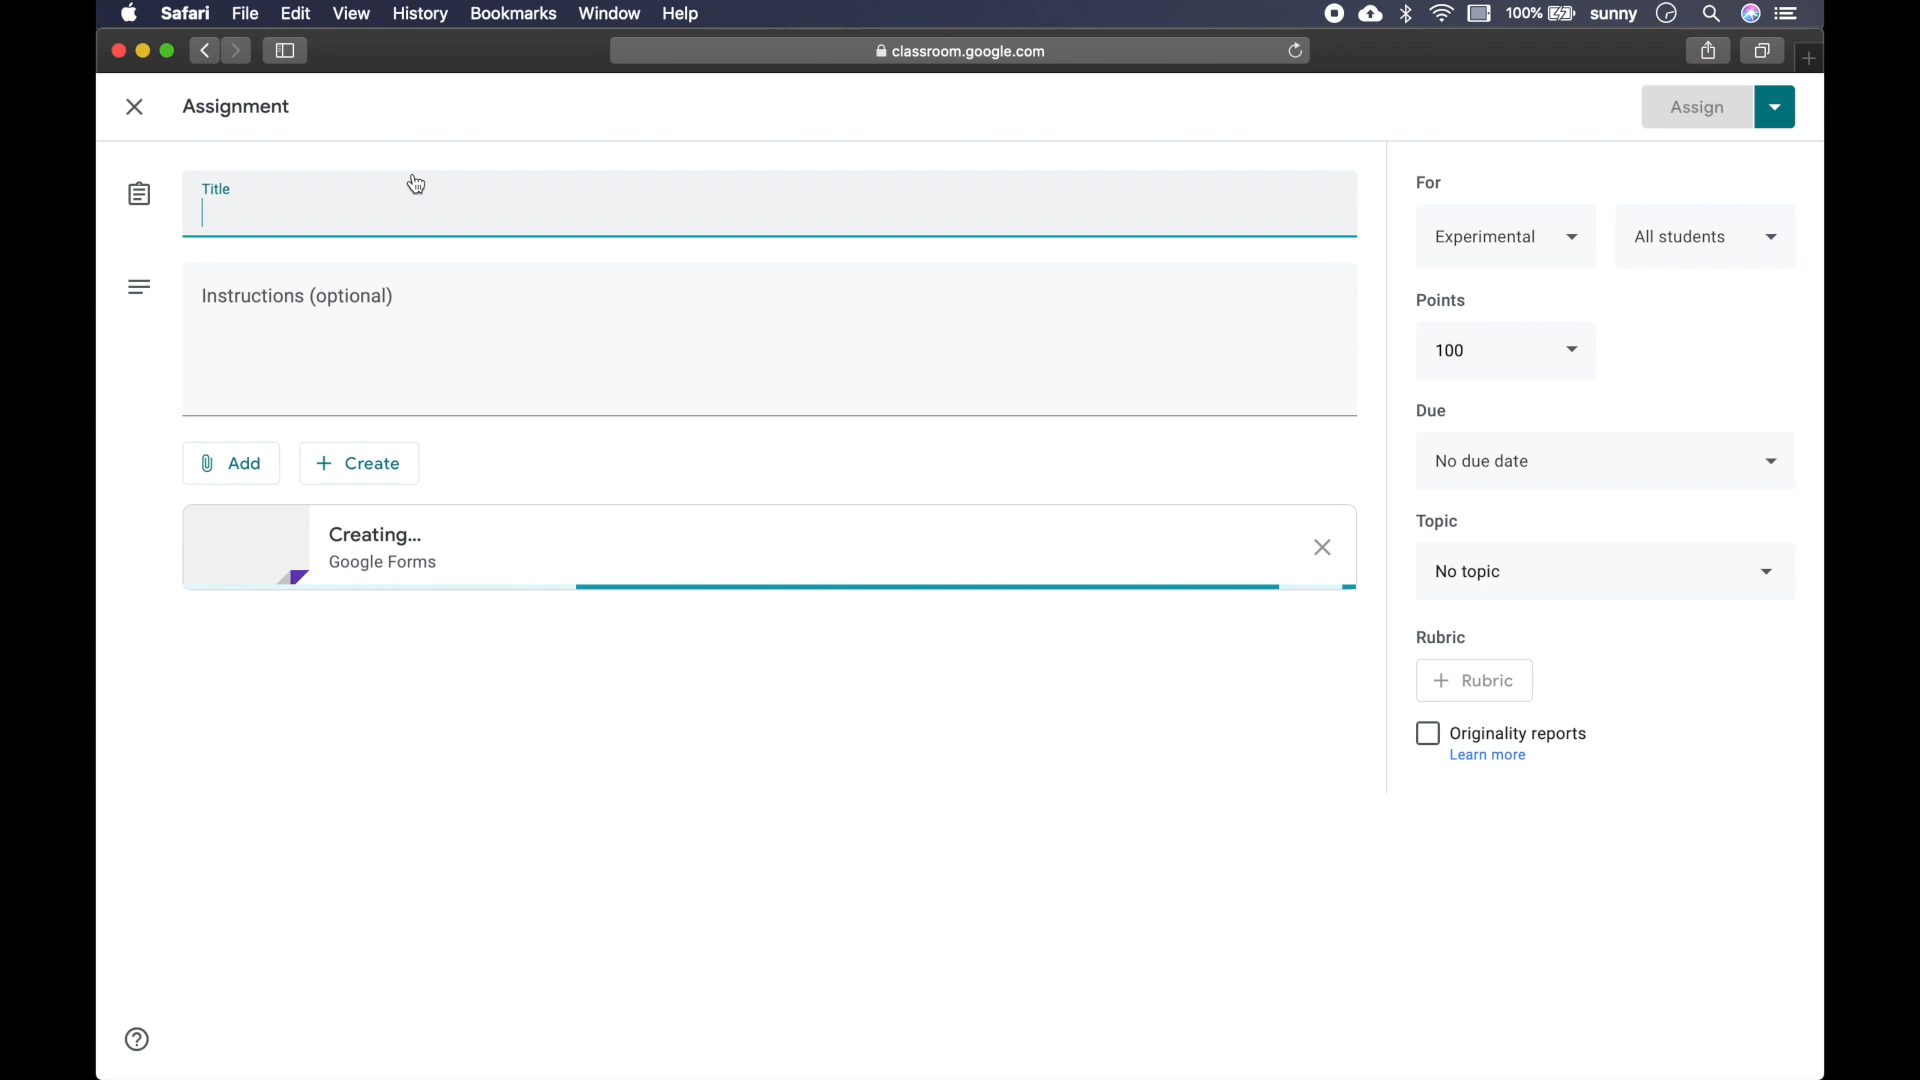 Safari File Edit View History Bookmarks Window Help 100% sunny
classroom.google.com
Assignment
Assign
Title
For
Experimental
All students
Instructions (optional)
Points
100
Due
No due date
Add
Create
Creating...
Google Forms
Topic
No topic
Rubric
Rubric
Originality reports
Learn more